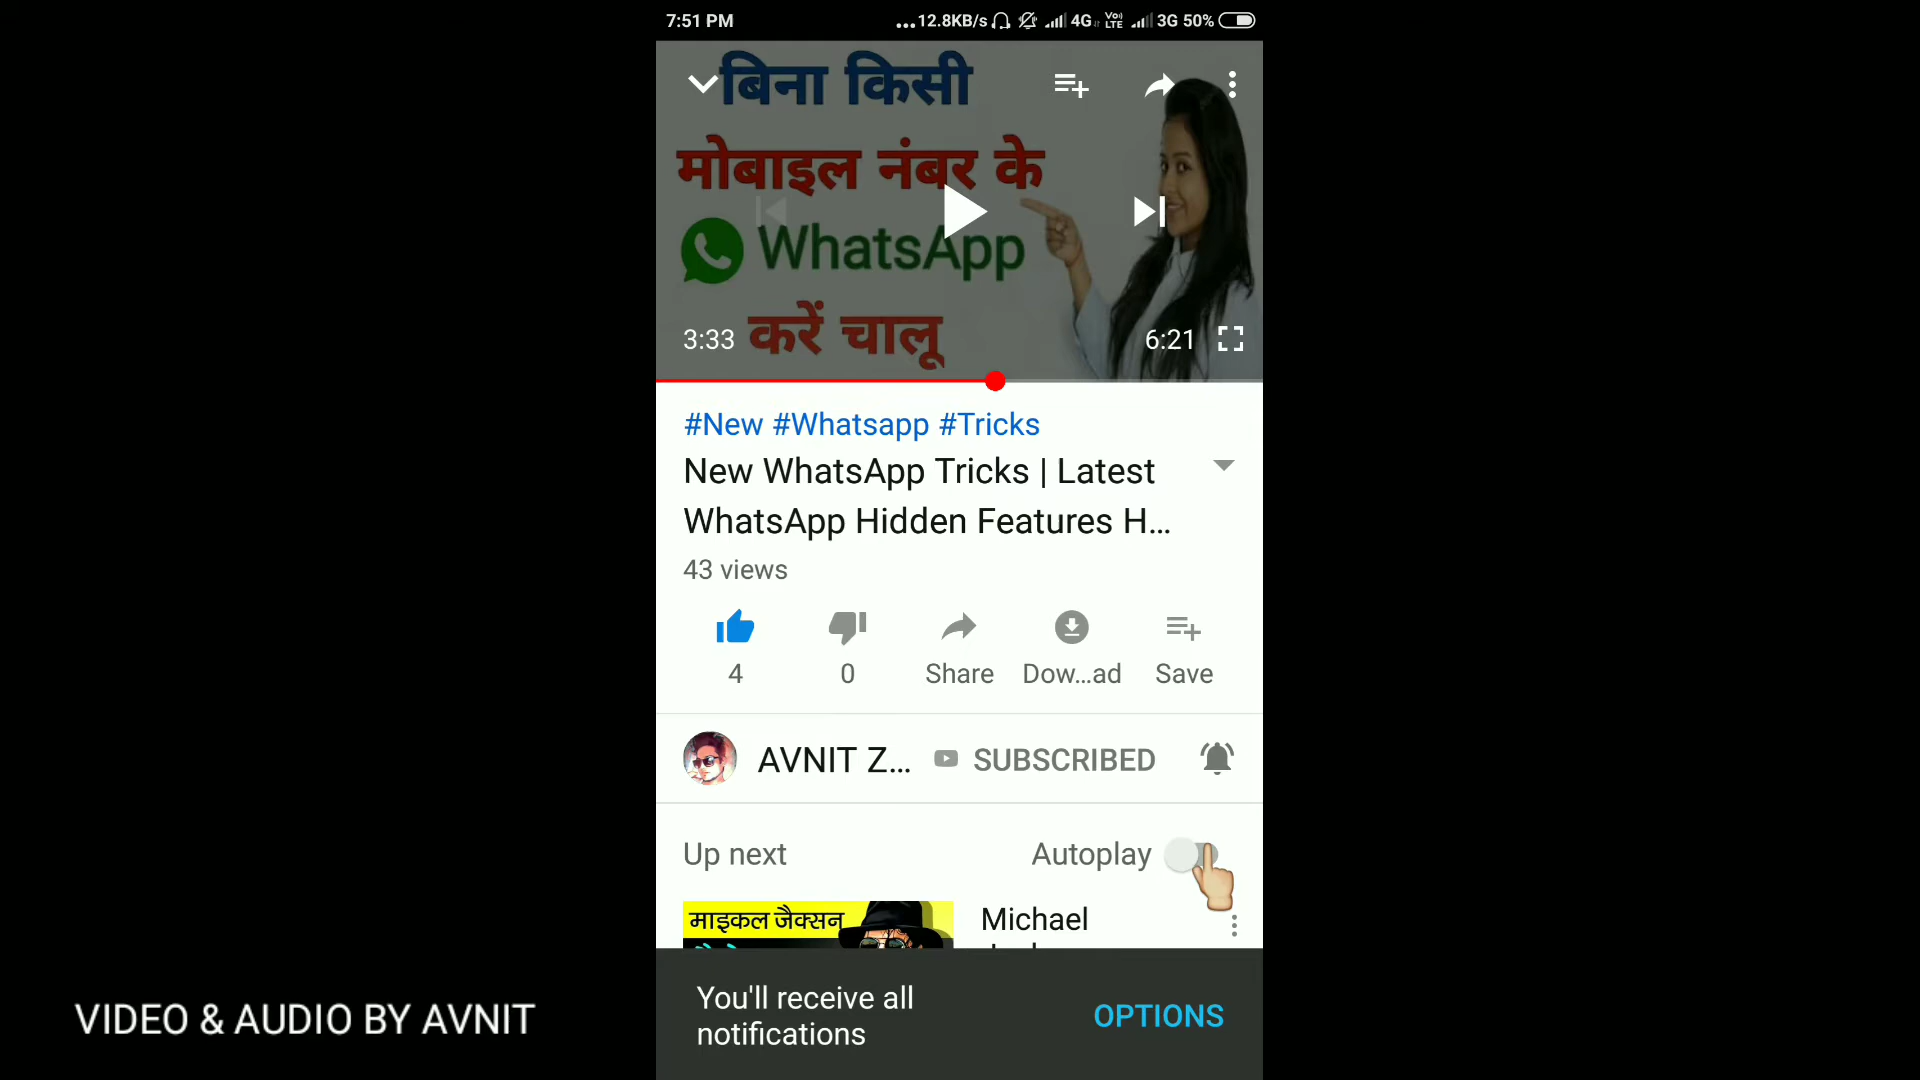 7:51 PM
...12.8KB/s 4G VoLTE 3G 50%
बिना किसी
मोबाइल नंबर के
WhatsApp
करें चालू
3:33
6:21
#New #Whatsapp #Tricks
New WhatsApp Tricks | Latest
WhatsApp Hidden Features H...
43 views
4
0
Share
Dow...ad
Save
AVNIT Z...
SUBSCRIBED
Up next
Autoplay
माइकल जैक्सन
Michael
You'll receive all
notifications
OPTIONS
VIDEO & AUDIO BY AVNIT